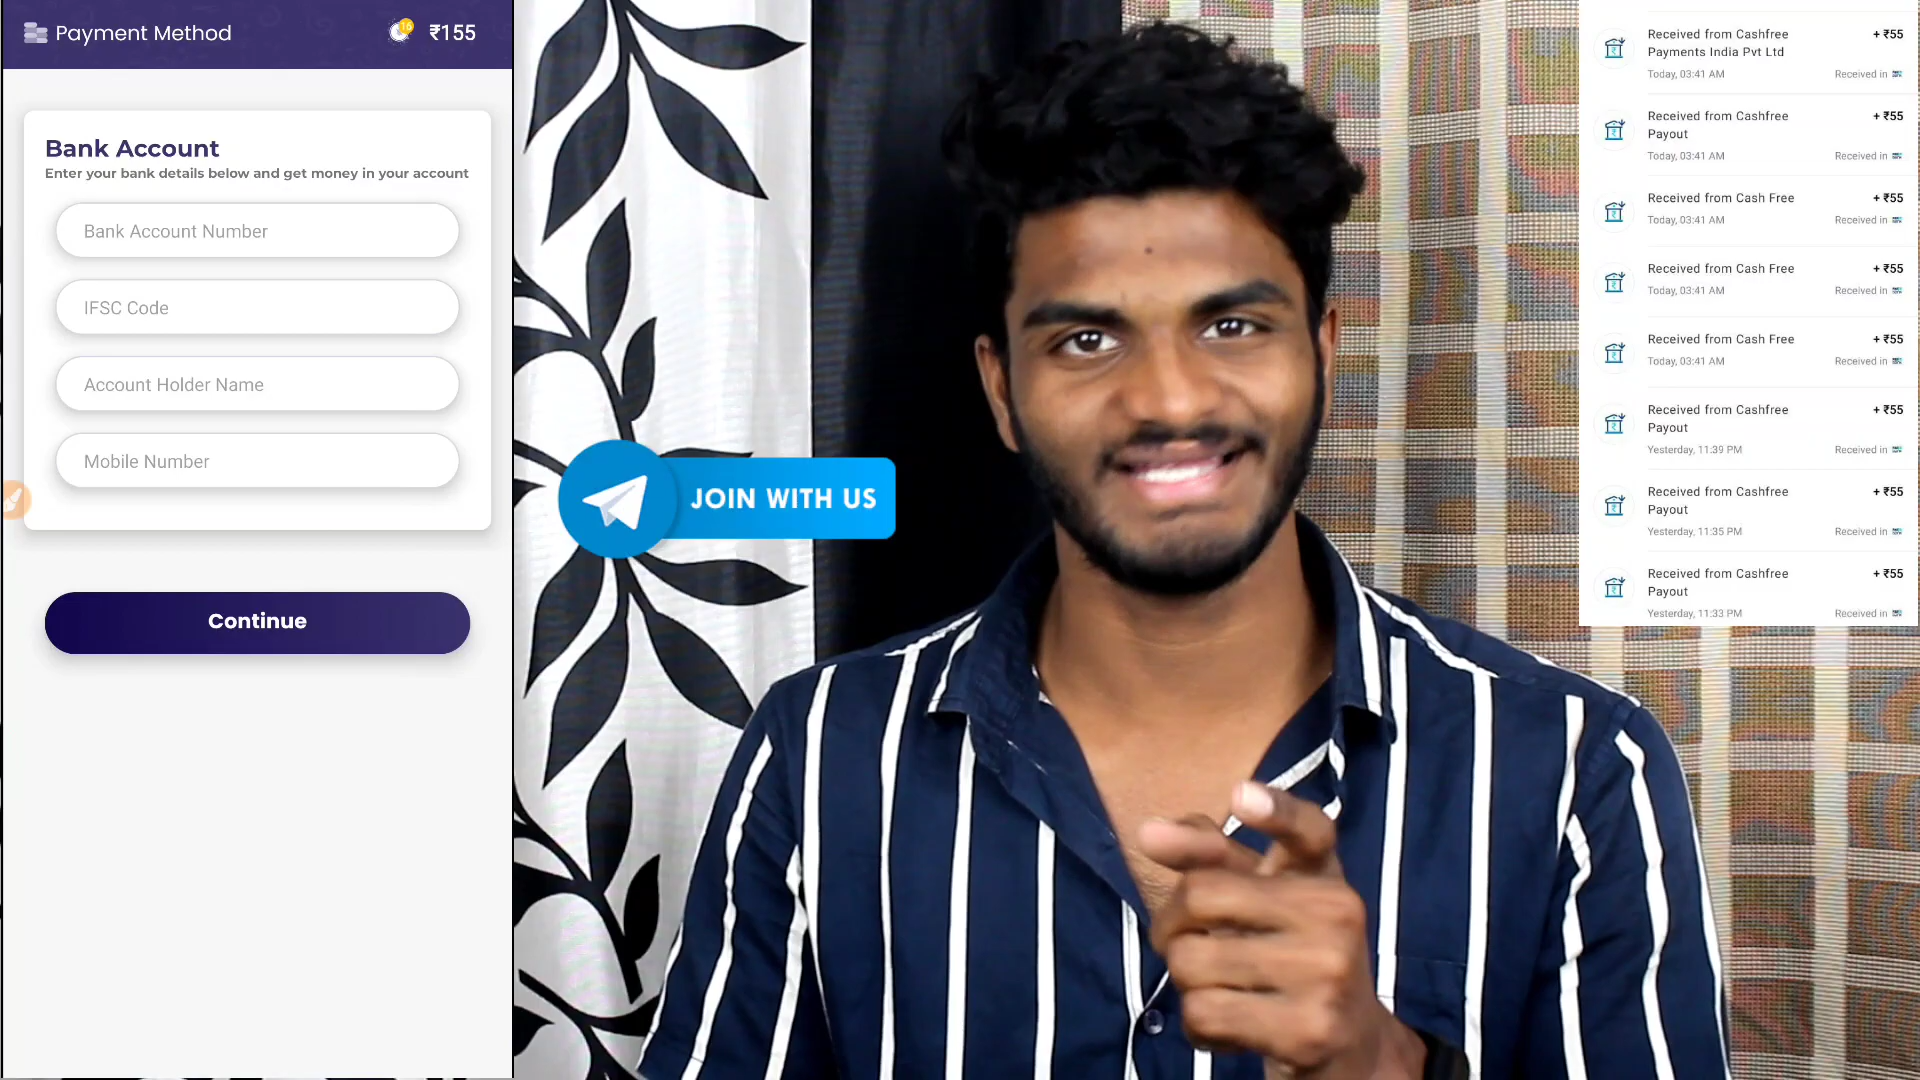 Payment Method
16
₹155
Bank Account
Enter your bank details below and get money in your account
Bank Account Number
IFSC Code
Account Holder Name
Mobile Number
Continue
JOIN WITH US
Received from Cashfree
Payments India Pvt Ltd
+ ₹55
Today, 03:41 AM
Received in
Received from Cashfree
Payout
+ ₹55
Today, 03:41 AM
Received in
Received from Cash Free
+ ₹55
Today, 03:41 AM
Received in
Received from Cash Free
+ ₹55
Today, 03:41 AM
Received in
Received from Cash Free
+ ₹55
Today, 03:41 AM
Received in
Received from Cashfree
Payout
+ ₹55
Yesterday, 11:39 PM
Received in
Received from Cashfree
Payout
+ ₹55
Yesterday, 11:35 PM
Received in
Received from Cashfree
Payout
+ ₹55
Yesterday, 11:33 PM
Received in